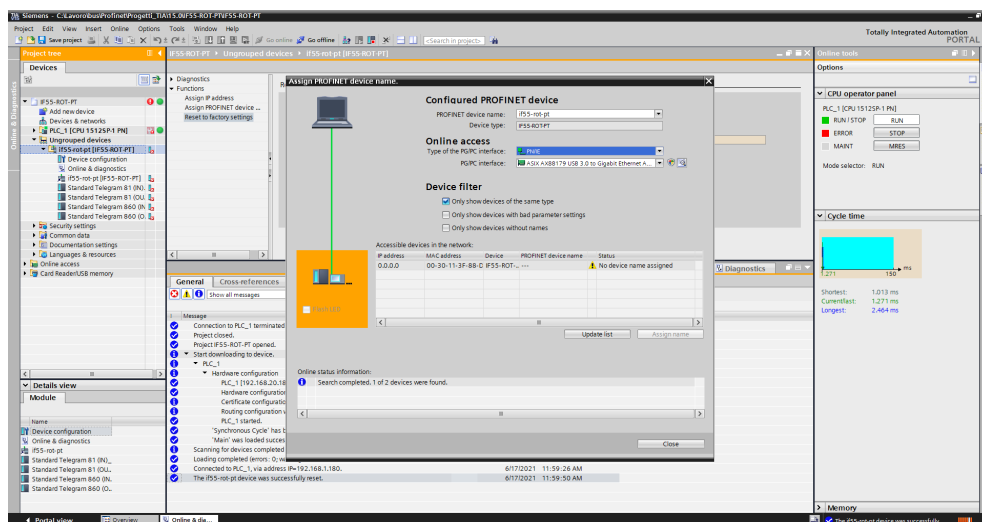 Siemens - C:\Lavoro\bus\Profinet\Progetti_TIA\15.0\IF55-ROT-PT\IF55-ROT-PT
Project Edit View Insert Online Options Tools Window Help
Totally Integrated Automation
PORTAL
Save project
Go online
Go offline
<Search in project>
Project tree
IF55-ROT-PT ▸ Ungrouped devices ▸ if55-rot-pt [IF55-ROT-PT]
Online tools
Devices
Options
Online & Diagnostics
IF55-ROT-PT
Add new device
Devices & networks
PLC_1 [CPU 1512SP-1 PN]
Ungrouped devices
if55-rot-pt [IF55-ROT-PT]
Device configuration
Online & diagnostics
if55-rot-pt [IF55-ROT-PT]
Standard Telegram 81 (IN).
Standard Telegram 81 (OU.
Standard Telegram 860 (IN
Standard Telegram 860 (O.
Security settings
Common data
Documentation settings
Languages & resources
Online access
Card Reader/USB memory
Details view
Module
Name
Device configuration
Online & diagnostics
if55-rot-pt
Standard Telegram 81 (IN)_
Standard Telegram 81 (OU..
Standard Telegram 860 (IN.
Standard Telegram 860 (O..
Diagnostics
Functions
Assign IP address
Assign PROFINET device ...
Reset to factory settings
Assign PROFINET device name.
Configured PROFINET device
PROFINET device name: if55-rot-pt
Device type: IF55-ROT-PT
Online access
Type of the PG/PC interface: PN/IE
PG/PC interface: ASIX AX88179 USB 3.0 to Gigabit Ethernet A...
Device filter
Only show devices of the same type
Only show devices with bad parameter settings
Only show devices without names
Accessible devices in the network:
IP address MAC address Device PROFINET device name Status
0.0.0.0 00-30-11-3F-88-C IF55-ROT-.. --- No device name assigned
Flash LED
Update list
Assign name
Online status information:
Search completed. 1 of 2 devices were found.
Close
General
Cross-references
Diagnostics
Show all messages
Message
Connection to PLC_1 terminated
Project closed.
Project IF55-ROT-PT opened.
Start downloading to device.
PLC_1
Hardware configuration
PLC_1 [192.168.20.18
Hardware configuration
Certificate configuratio
Routing configuration
PLC_1 started.
'Synchronous Cycle' has
'Main' was loaded succes
Scanning for devices completed
Loading completed (errors: 0; w
Connected to PLC_1, via address IP=192.168.1.180. 6/17/2021 11:59:26 AM
The if55-rot-pt device was successfully reset. 6/17/2021 11:59:50 AM
CPU operator panel
PLC_1 [CPU 1512SP-1 PN]
RUN / STOP RUN
ERROR STOP
MAINT MRES
Mode selector: RUN
Cycle time
ms
1.271 150
Shortest: 1.013 ms
Current/last: 1.271 ms
Longest: 2.464 ms
Memory
Portal view
Overview
Online & dia...
The if55-rot-pt device was successfully